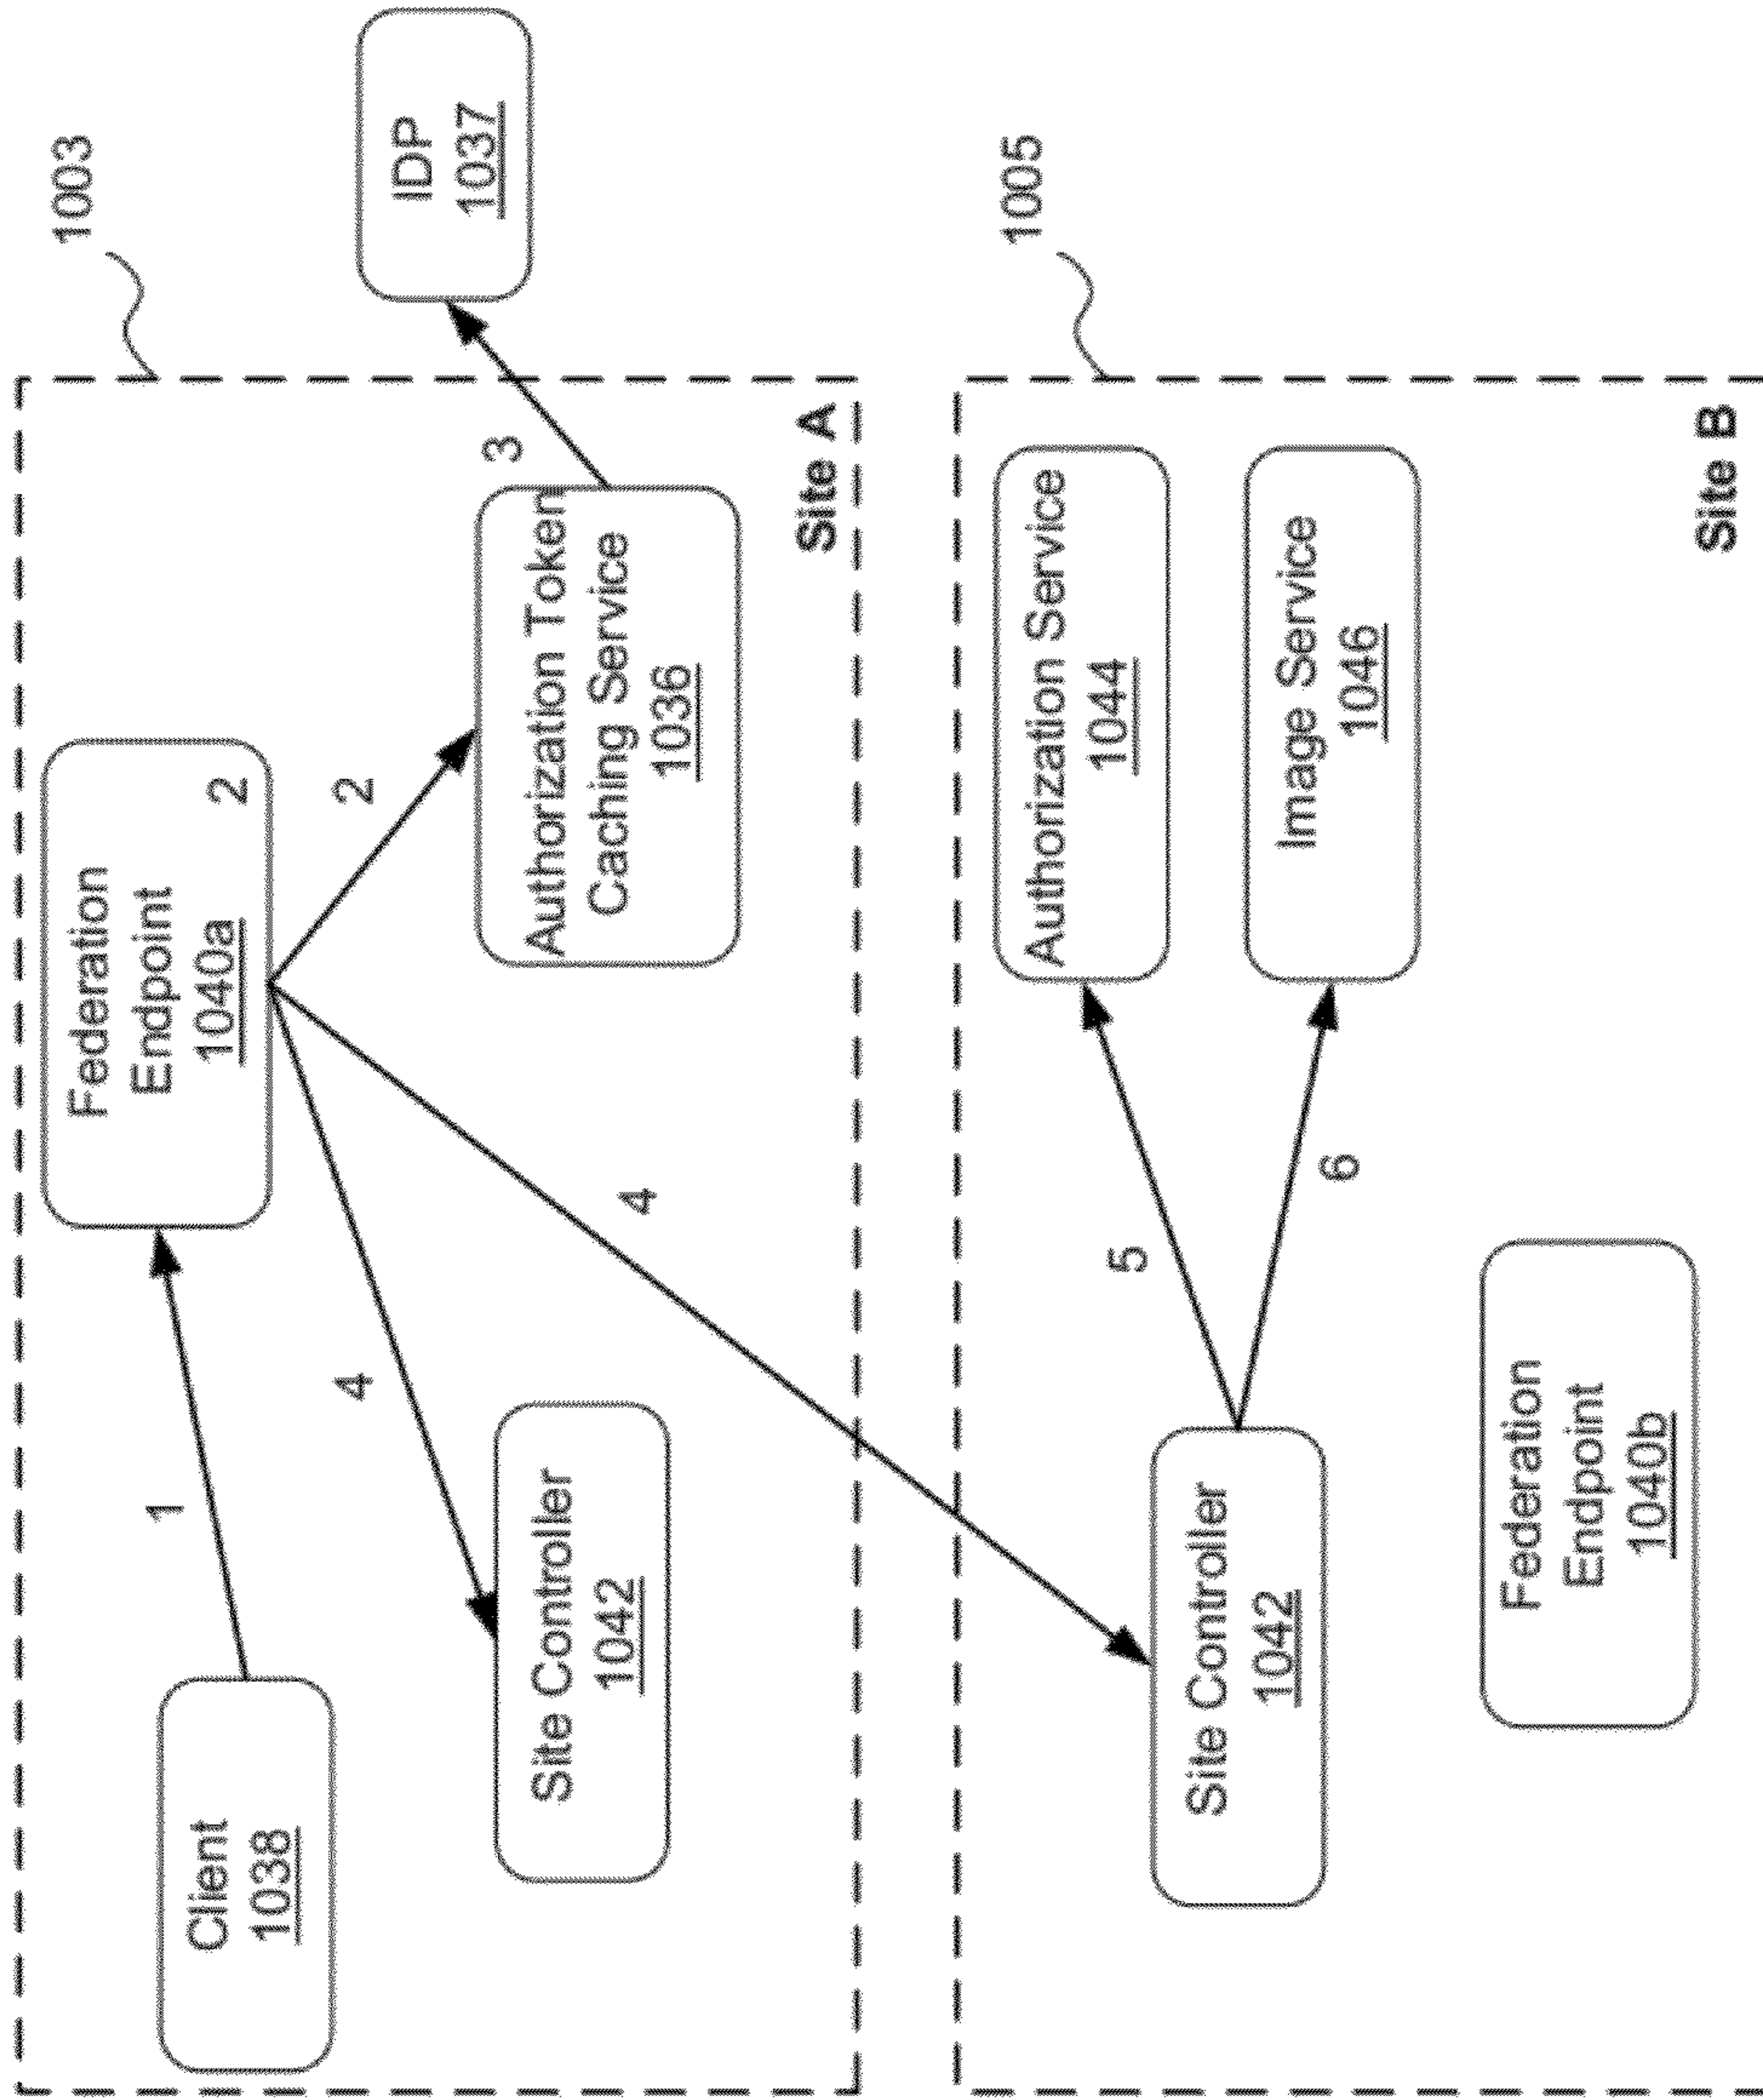 1003
Federation
Endpoint
1040a
2
Client
1038
1
2
3
IDP
1037
4
4
Site Controller
1042
Authorization Token
Caching Service
1036
Site A
1005
Authorization Service
1044
5
Site Controller
1042
6
Image Service
1046
Federation
Endpoint
1040b
Site B